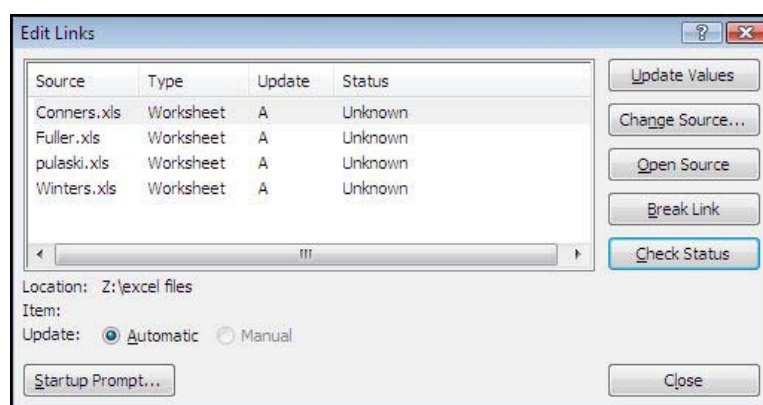 Edit Links
Source Type Update Status
Conners.xls Worksheet A Unknown
Fuller.xls Worksheet A Unknown
pulaski.xls Worksheet A Unknown
Winters.xls Worksheet A Unknown
Update Values
Change Source...
Open Source
Break Link
Check Status
Location: Z:\excel files
Item:
Update: Automatic Manual
Startup Prompt...
Close